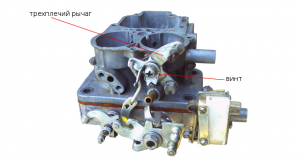 трехплечий рычаг
винт